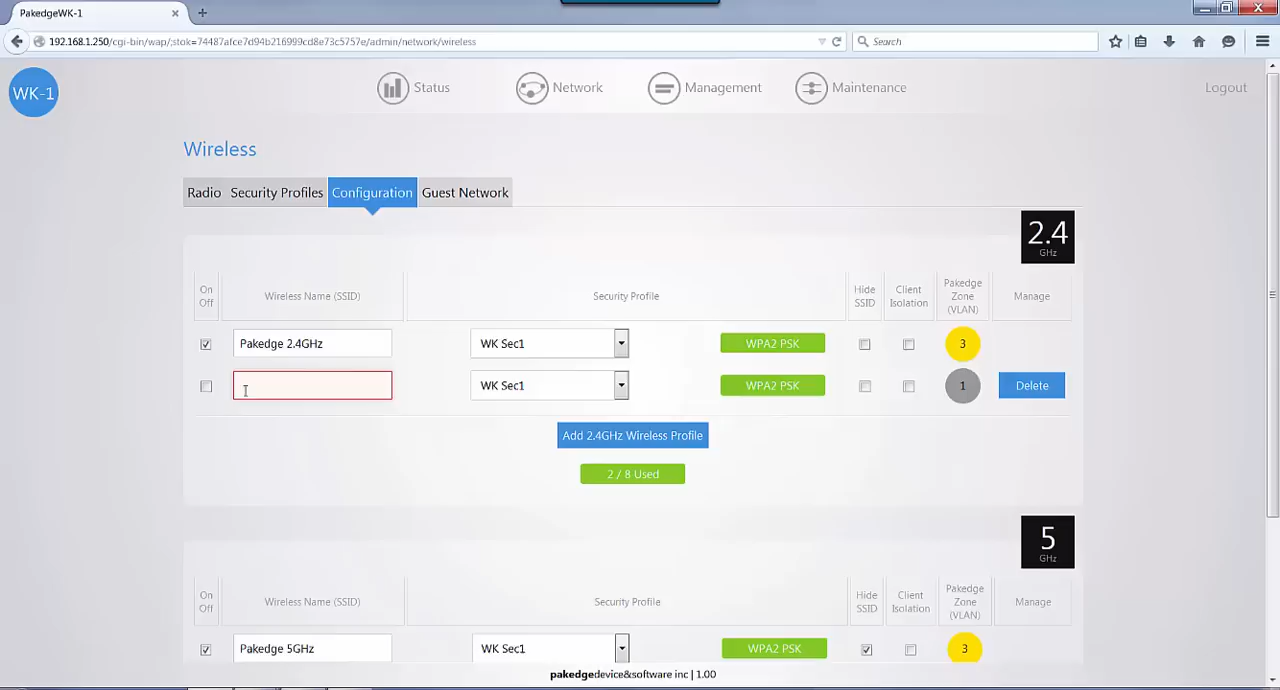 PakedgeWK-1
192.168.1.250/cgi-bin/wap/;stok=74487afce7d94b216999cd8e73c5757e/admin/network/wireless
Search
WK-1
Status
Network
Management
Maintenance
Logout
Wireless
Radio
Security Profiles
Configuration
Guest Network
2.4
GHz
On
Off
Wireless Name (SSID)
Security Profile
Hide
SSID
Client
Isolation
Pakedge
Zone
(VLAN)
Manage
Pakedge 2.4GHz
WK Sec1
WPA2 PSK
3
WK Sec1
WPA2 PSK
1
Delete
Add 2.4GHz Wireless Profile
2 / 8 Used
5
GHz
On
Off
Wireless Name (SSID)
Security Profile
Hide
SSID
Client
Isolation
Pakedge
Zone
(VLAN)
Manage
Pakedge 5GHz
WK Sec1
WPA2 PSK
3
pakedgedevice&software inc | 1.00